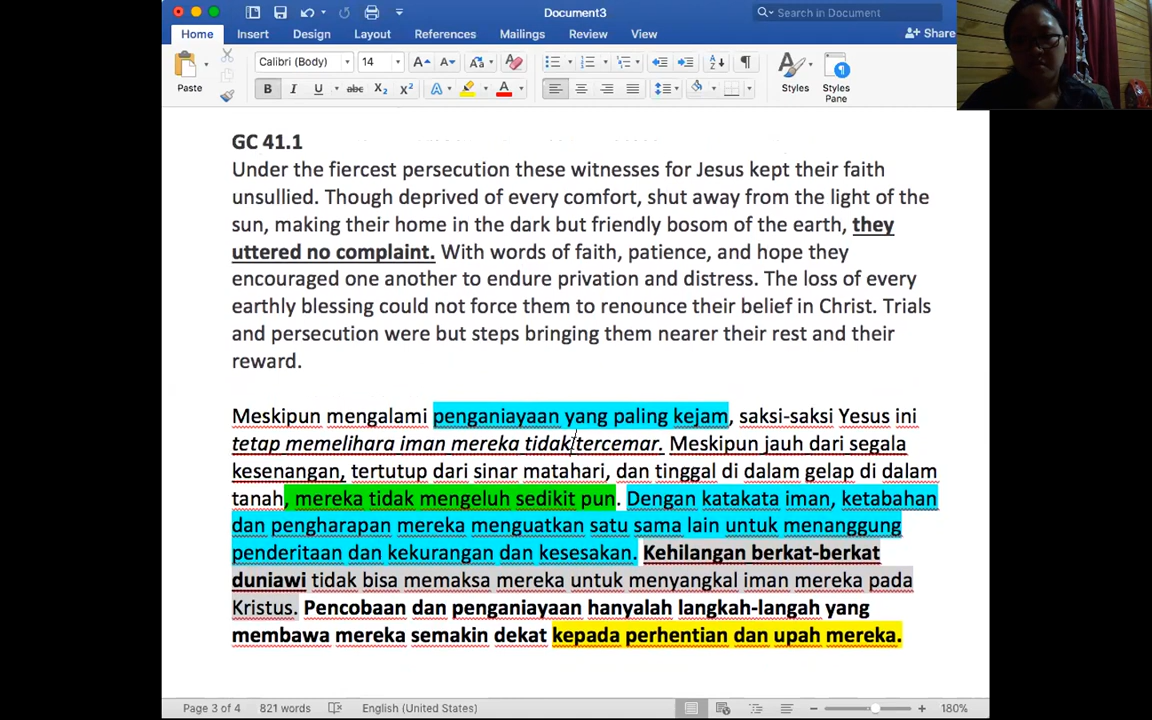 Document3
Search in Document
Home Insert Design Layout References Mailings Review View Share
Paste Calibri (Body) 14 Styles Styles Pane
GC 41.1
Under the fiercest persecution these witnesses for Jesus kept their faith
unsullied. Though deprived of every comfort, shut away from the light of the
sun, making their home in the dark but friendly bosom of the earth, they
uttered no complaint. With words of faith, patience, and hope they
encouraged one another to endure privation and distress. The loss of every
earthly blessing could not force them to renounce their belief in Christ. Trials
and persecution were but steps bringing them nearer their rest and their
reward.
Meskipun mengalami penganiayaan yang paling kejam, saksi-saksi Yesus ini
tetap memelihara iman mereka tidak tercemar. Meskipun jauh dari segala
kesenangan, tertutup dari sinar matahari, dan tinggal di dalam gelap di dalam
tanah, mereka tidak mengeluh sedikit pun. Dengan katakata iman, ketabahan
dan pengharapan mereka menguatkan satu sama lain untuk menanggung
penderitaan dan kekurangan dan kesesakan. Kehilangan berkat-berkat
duniawi tidak bisa memaksa mereka untuk menyangkal iman mereka pada
Kristus. Pencobaan dan penganiayaan hanyalah langkah-langah yang
membawa mereka semakin dekat kepada perhentian dan upah mereka.
Page 3 of 4 821 words English (United States) 180%